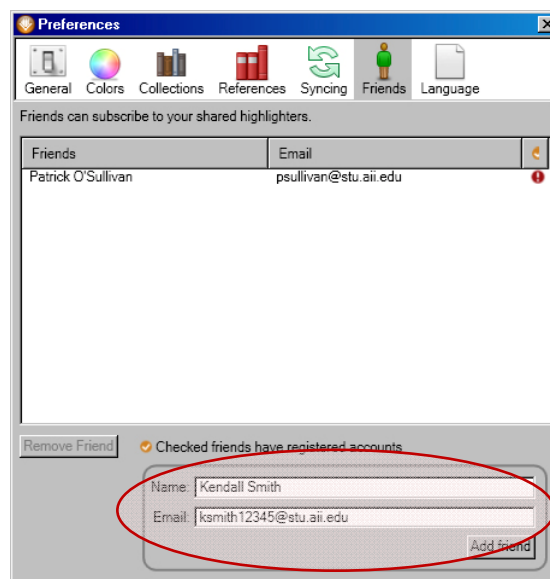 Preferences
General Colors Collections References Syncing Friends Language
Friends can subscribe to your shared highlighters.
Friends Email
Patrick O'Sullivan psullivan@stu.aii.edu
Remove Friend Checked friends have registered accounts
Name: Kendall Smith
Email: ksmith12345@stu.aii.edu
Add friend